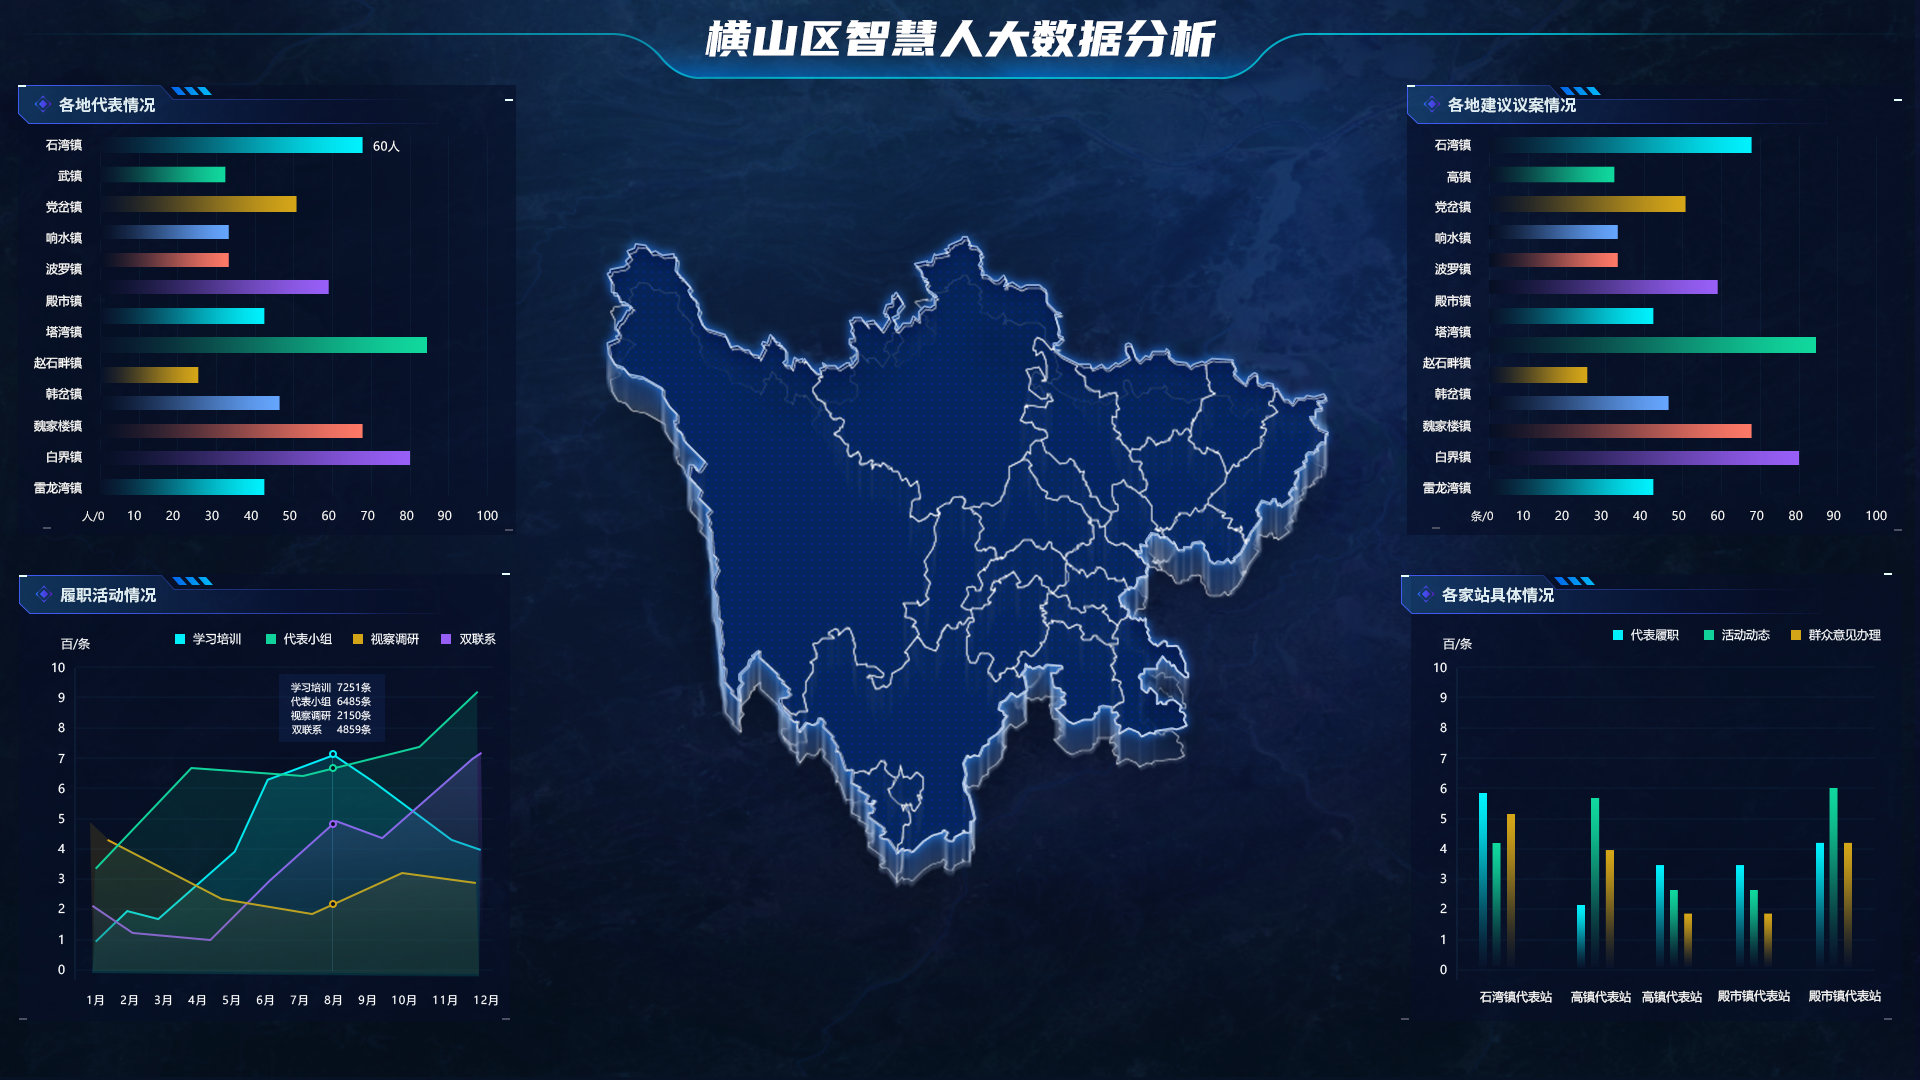 横山区智慧人大数据分析
各地代表情况
石湾镇
60人
武镇
党岔镇
响水镇
波罗镇
殿市镇
塔湾镇
赵石畔镇
韩岔镇
魏家楼镇
白界镇
雷龙湾镇
人/0 10 20 30 40 50 60 70 80 90 100
各地建议议案情况
石湾镇
高镇
党岔镇
响水镇
波罗镇
殿市镇
塔湾镇
赵石畔镇
韩岔镇
魏家楼镇
白界镇
雷龙湾镇
条/0 10 20 30 40 50 60 70 80 90 100
履职活动情况
百/条
学习培训 代表小组 视察调研 双联系
10
9
8
7
6
5
4
3
2
1
0
学习培训 7251条
代表小组 6485条
视察调研 2150条
双联系 4859条
1月 2月 3月 4月 5月 6月 7月 8月 9月 10月 11月 12月
各家站具体情况
百/条
代表履职 活动动态 群众意见办理
10
9
8
7
6
5
4
3
2
1
0
石湾镇代表站 高镇代表站 高镇代表站 殿市镇代表站 殿市镇代表站